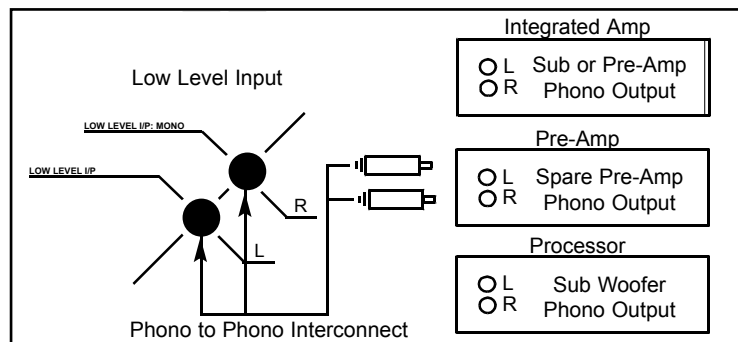 Integrated Amp
L Sub or Pre-Amp
R Phono Output
Low Level Input
LOW LEVEL I/P: MONO
LOW LEVEL I/P
R
L
Pre-Amp
L Spare Pre-Amp
R Phono Output
Processor
L Sub Woofer
R Phono Output
Phono to Phono Interconnect